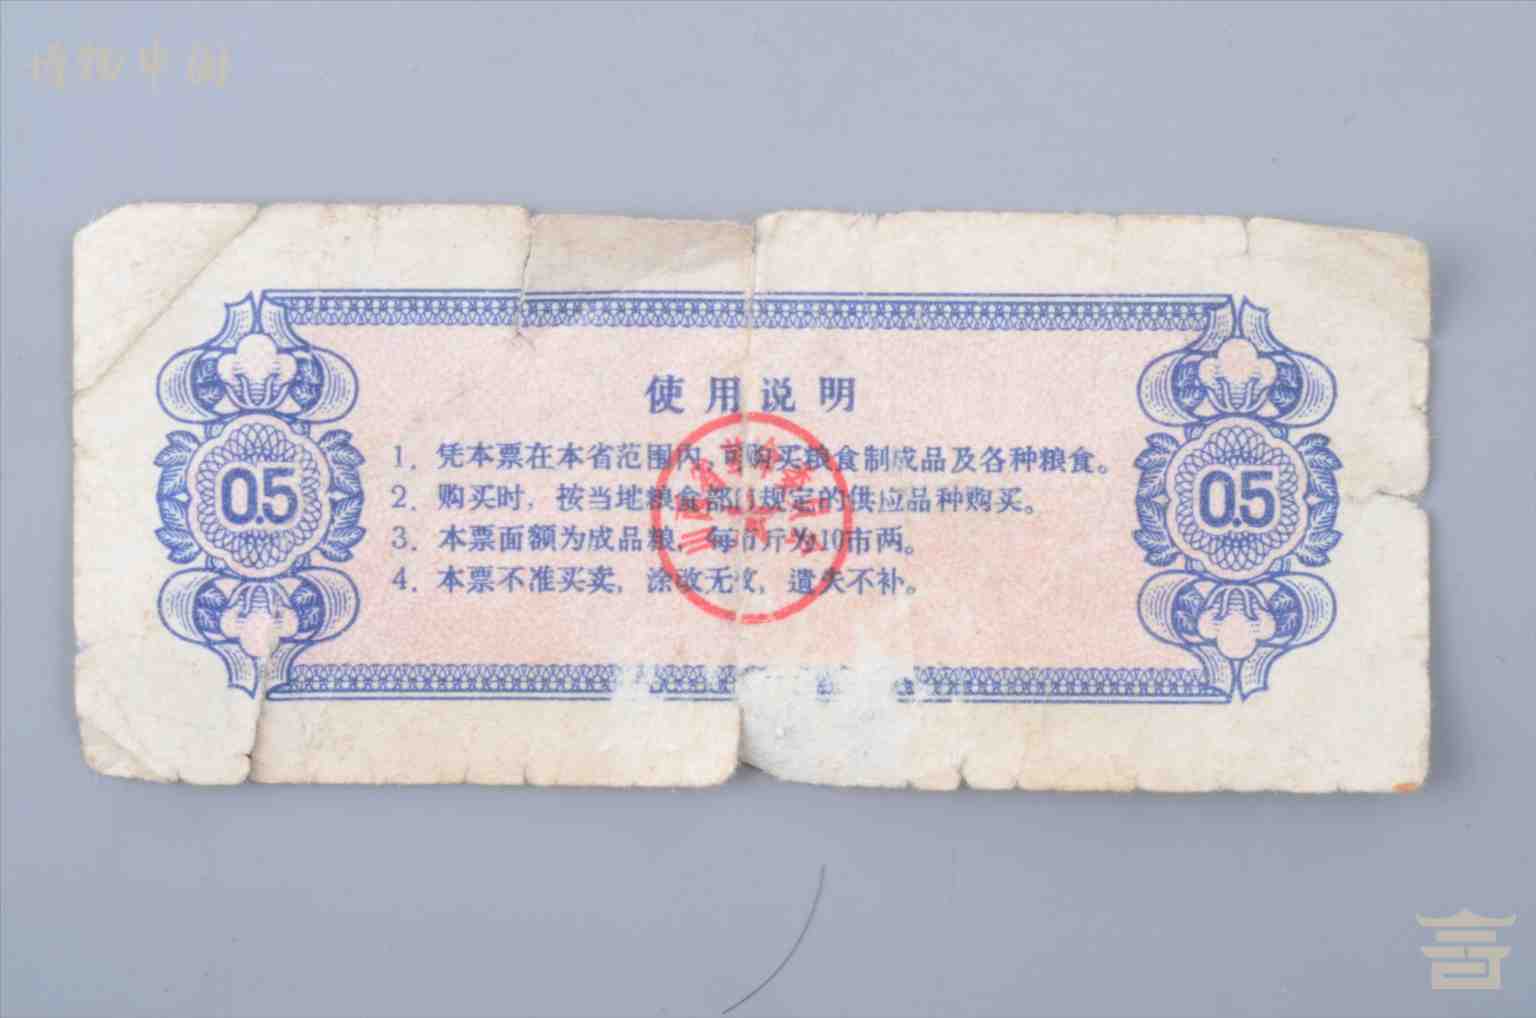 博物中国
使用说明
0.5
0.5
1. 凭本票在本省范围内,可购买粮食制成品及各种粮食。
2. 购买时,按当地粮食部门规定的供应品种购买。
3. 本票面额为成品粮,每市斤为10市两。
4. 本票不准买卖,涂改无效,遗失不补。